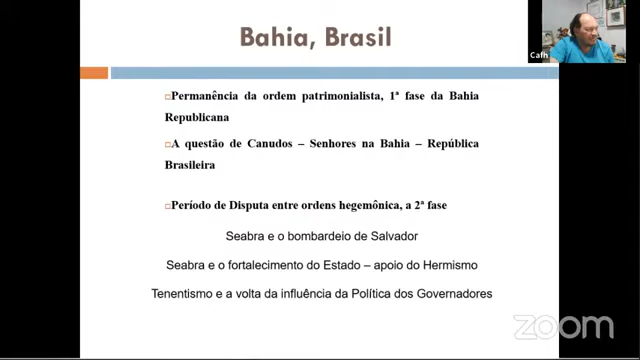 Bahia, Brasil
Cafh
□Permanência da ordem patrimonialista, 1ª fase da Bahia
Republicana
□A questão de Canudos – Senhores na Bahia – República
Brasileira
□Período de Disputa entre ordens hegemônica, a 2ª fase
Seabra e o bombardeio de Salvador
Seabra e o fortalecimento do Estado – apoio do Hermismo
Tenentismo e a volta da influência da Política dos Governadores
zoom